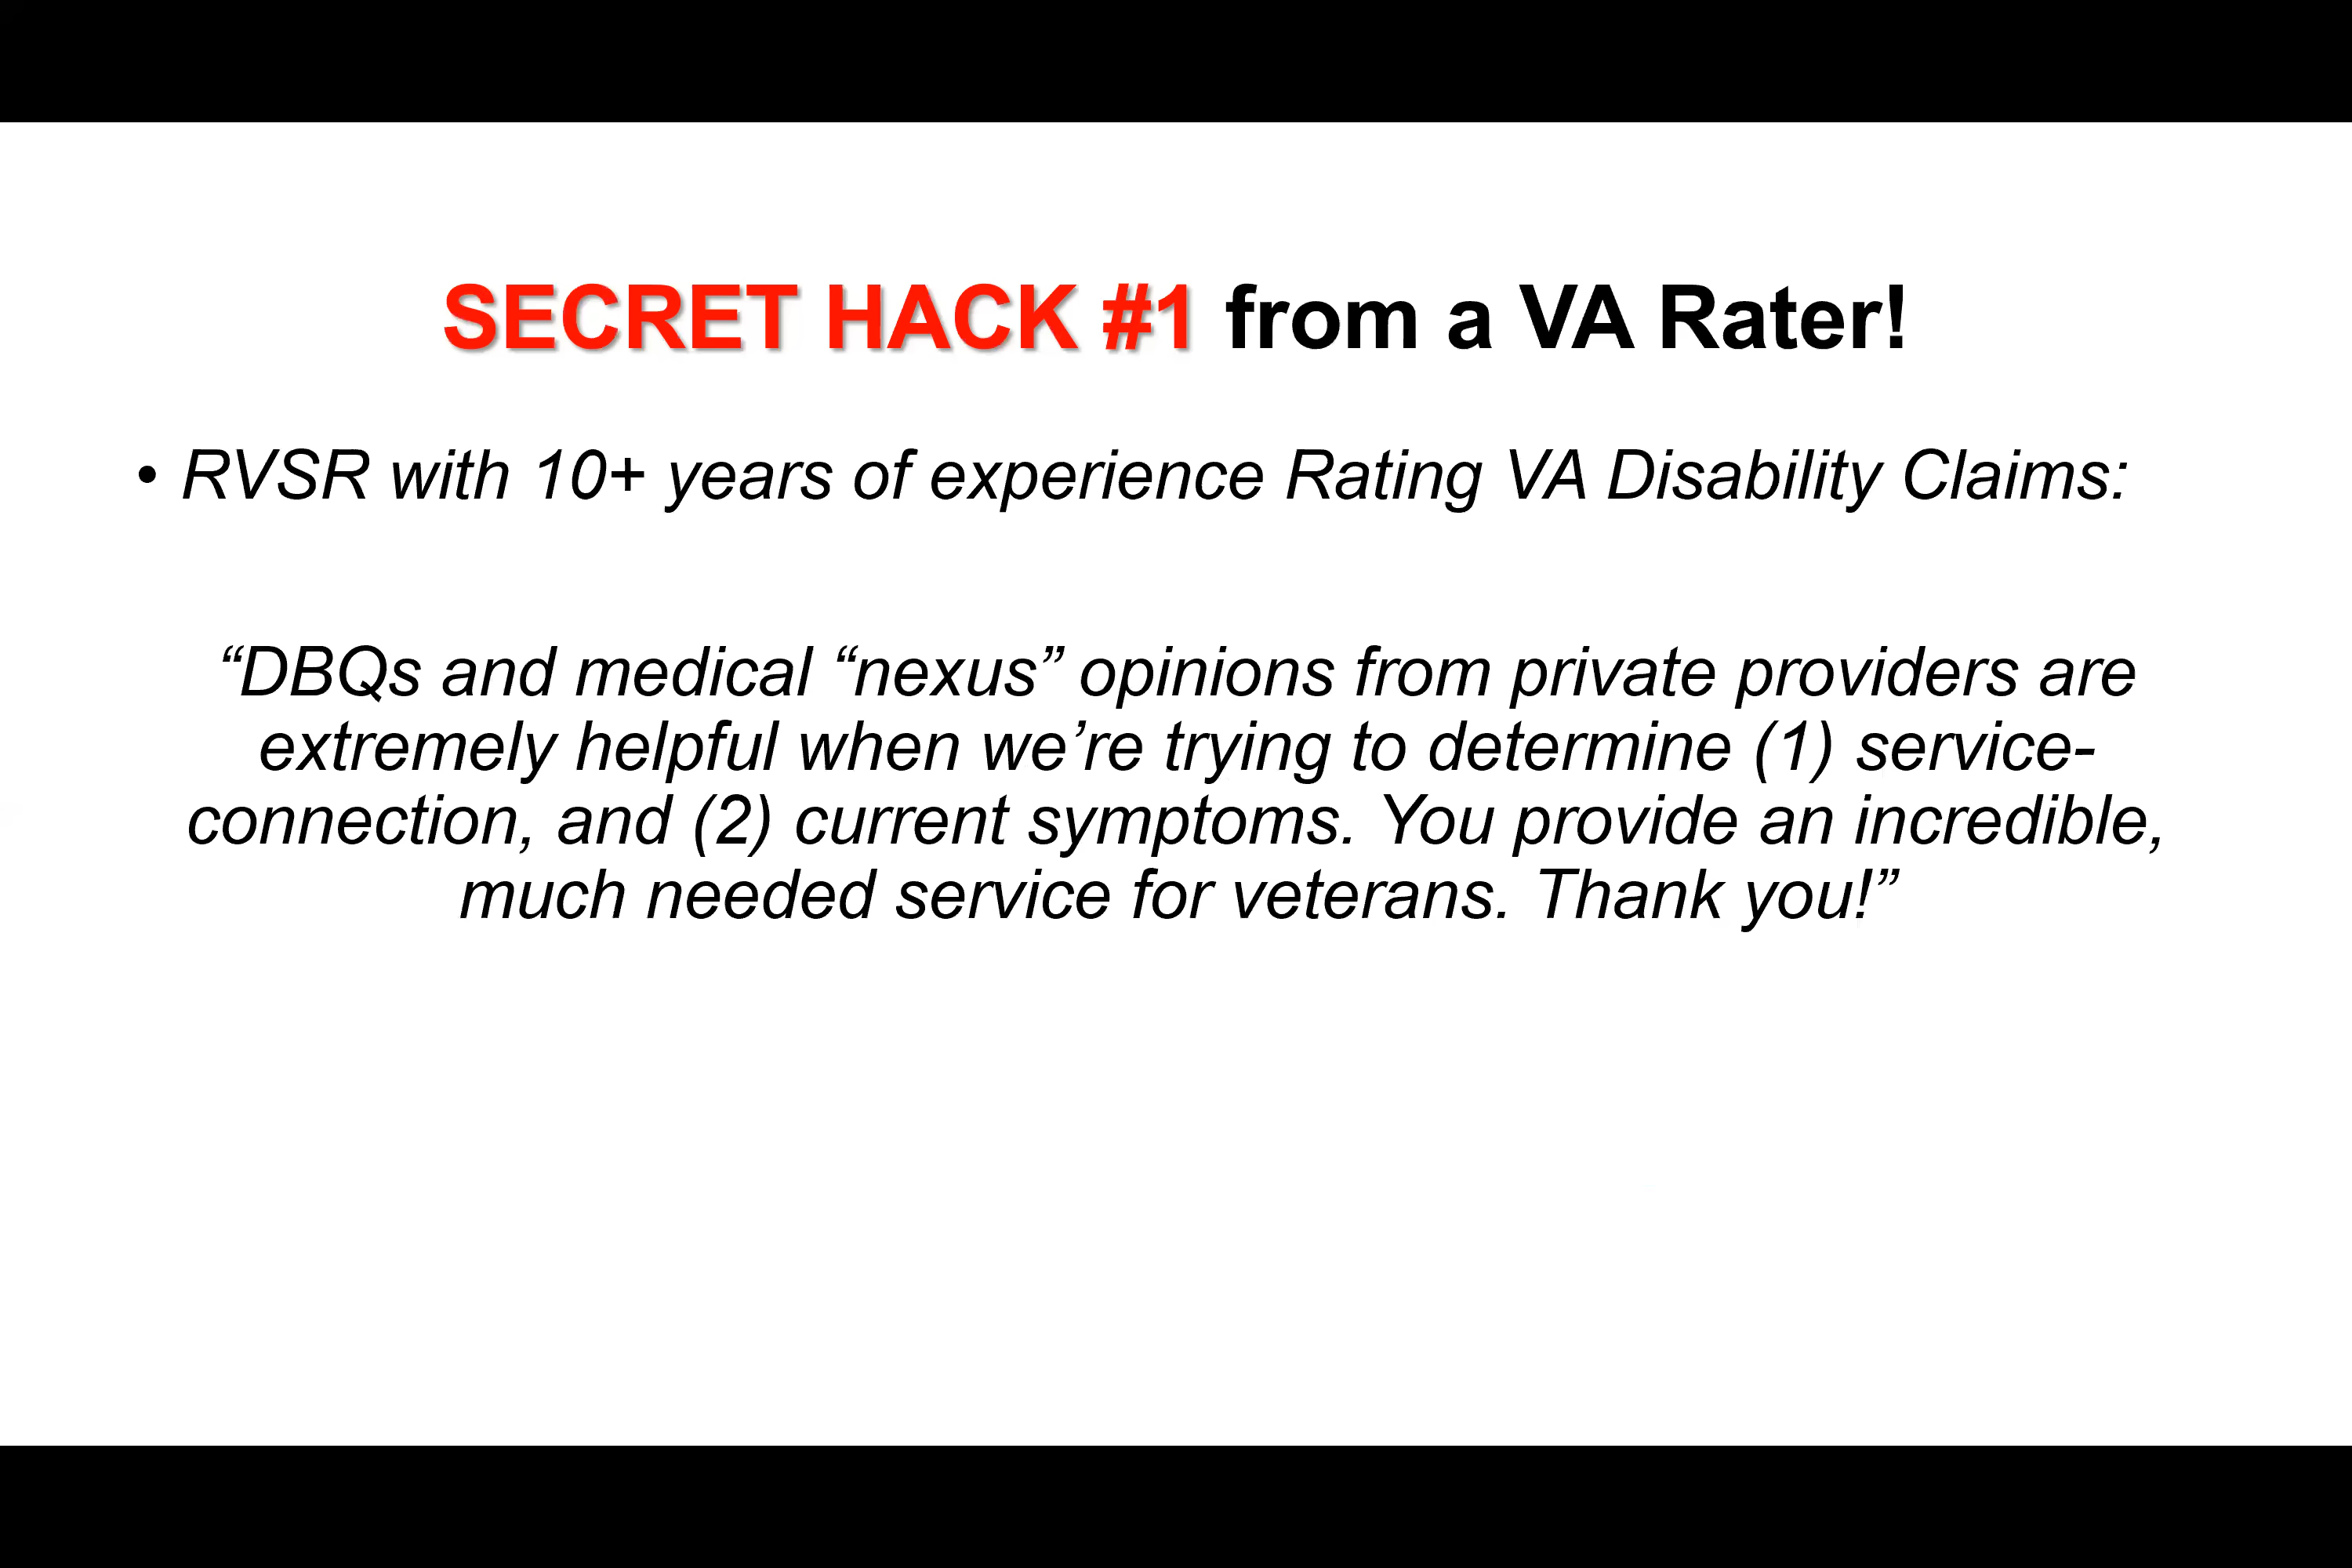 SECRET HACK #1 from a VA Rater!
• RVSR with 10+ years of experience Rating VA Disability Claims:
“DBQs and medical “nexus” opinions from private providers are
extremely helpful when we’re trying to determine (1) service-
connection, and (2) current symptoms. You provide an incredible,
much needed service for veterans. Thank you!”